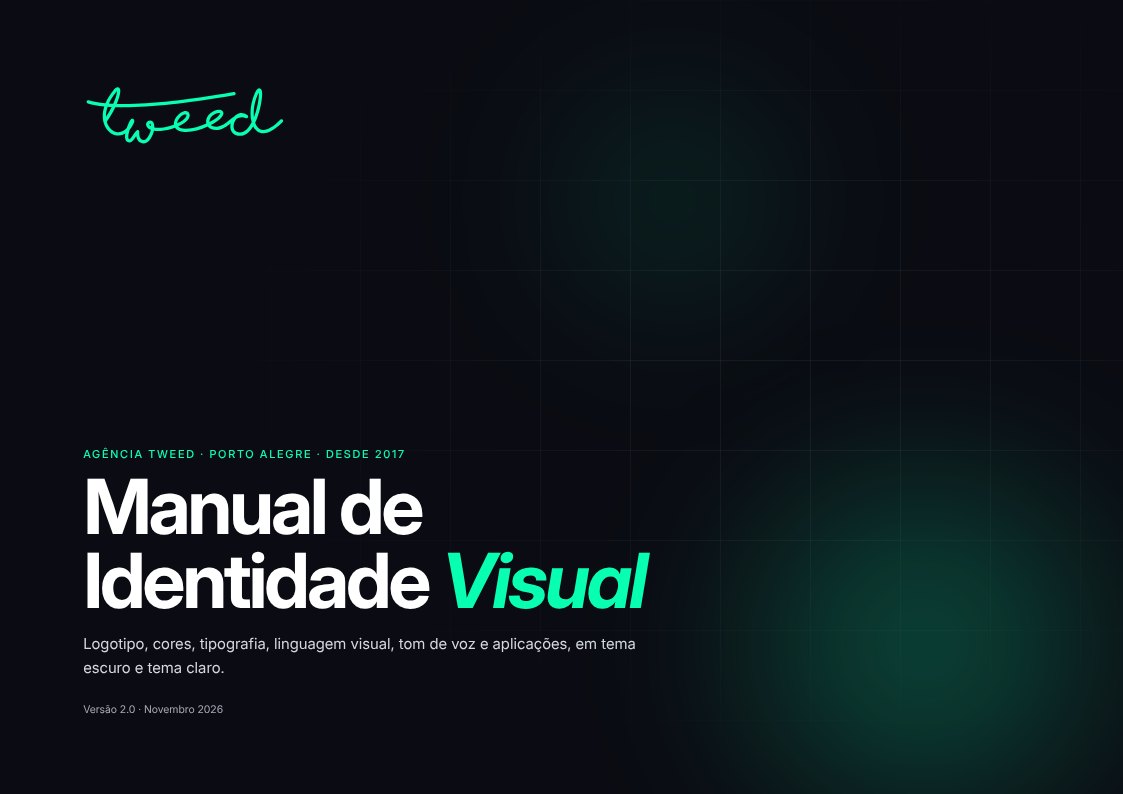 tweed
AGÊNCIA TWEED · PORTO ALEGRE · DESDE 2017
Manual de
Identidade Visual
Logotipo, cores, tipografia, linguagem visual, tom de voz e aplicações, em tema
escuro e tema claro.
Versão 2.0 · Novembro 2026